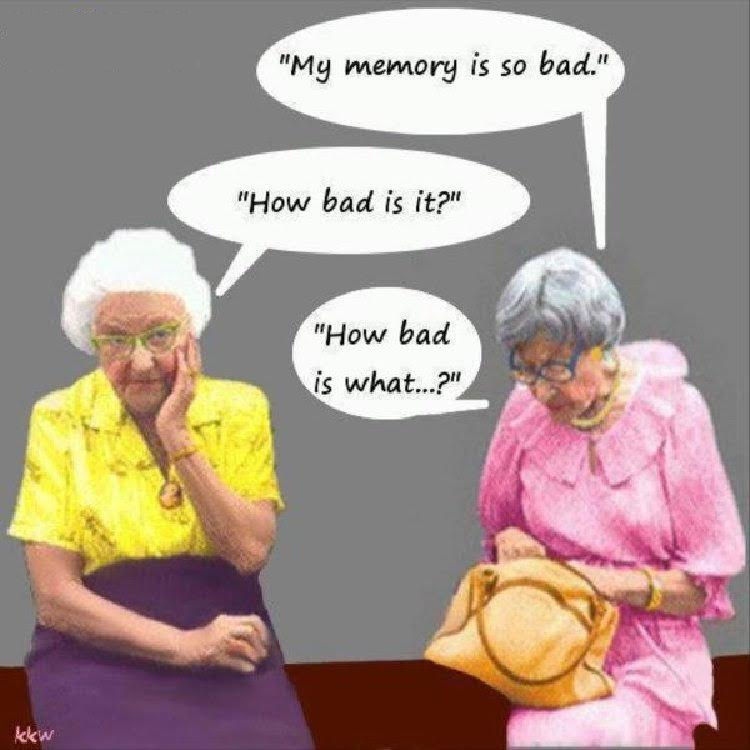 "My memory is so bad."
"How bad is it?"
"How bad
is what...?"
kkw